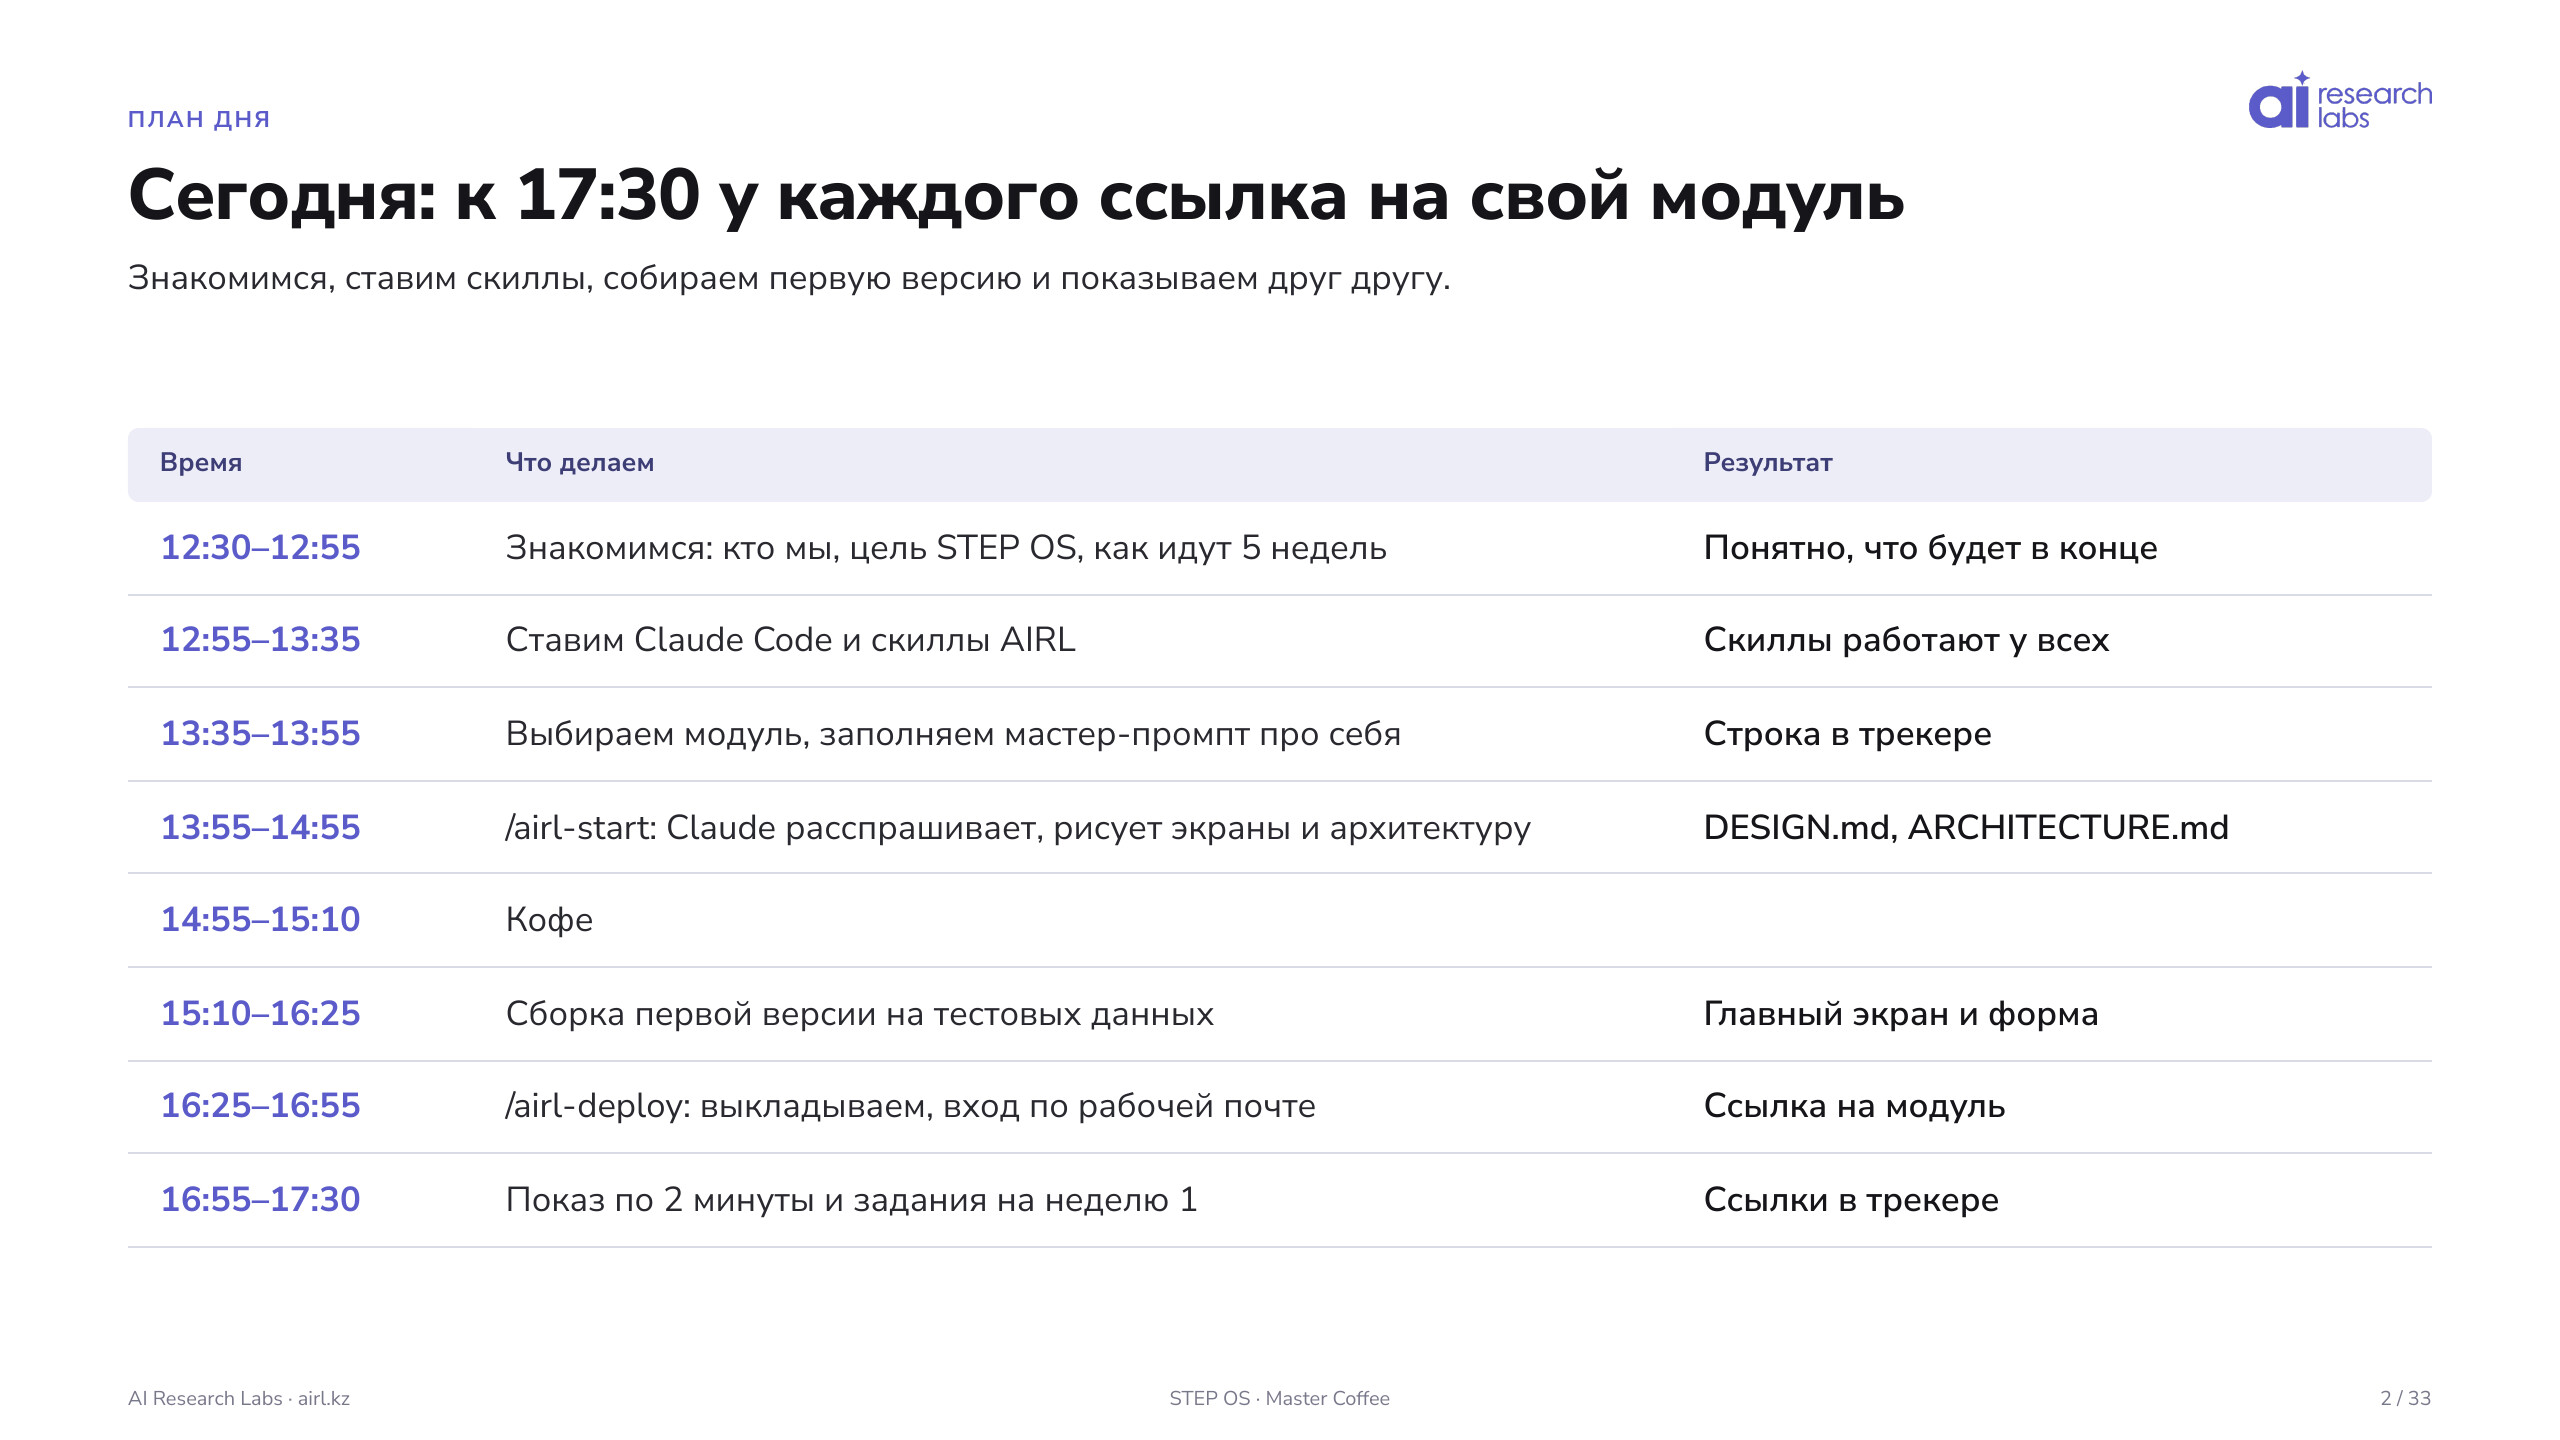 ПЛАН ДНЯ
ai research labs
Сегодня: к 17:30 у каждого ссылка на свой модуль
Знакомимся, ставим скиллы, собираем первую версию и показываем друг другу.
Время Что делаем Результат
12:30–12:55 Знакомимся: кто мы, цель STEP OS, как идут 5 недель Понятно, что будет в конце
12:55–13:35 Ставим Claude Code и скиллы AIRL Скиллы работают у всех
13:35–13:55 Выбираем модуль, заполняем мастер-промпт про себя Строка в трекере
13:55–14:55 /airl-start: Claude расспрашивает, рисует экраны и архитектуру DESIGN.md, ARCHITECTURE.md
14:55–15:10 Кофе
15:10–16:25 Сборка первой версии на тестовых данных Главный экран и форма
16:25–16:55 /airl-deploy: выкладываем, вход по рабочей почте Ссылка на модуль
16:55–17:30 Показ по 2 минуты и задания на неделю 1 Ссылки в трекере
AI Research Labs · airl.kz STEP OS · Master Coffee 2 / 33